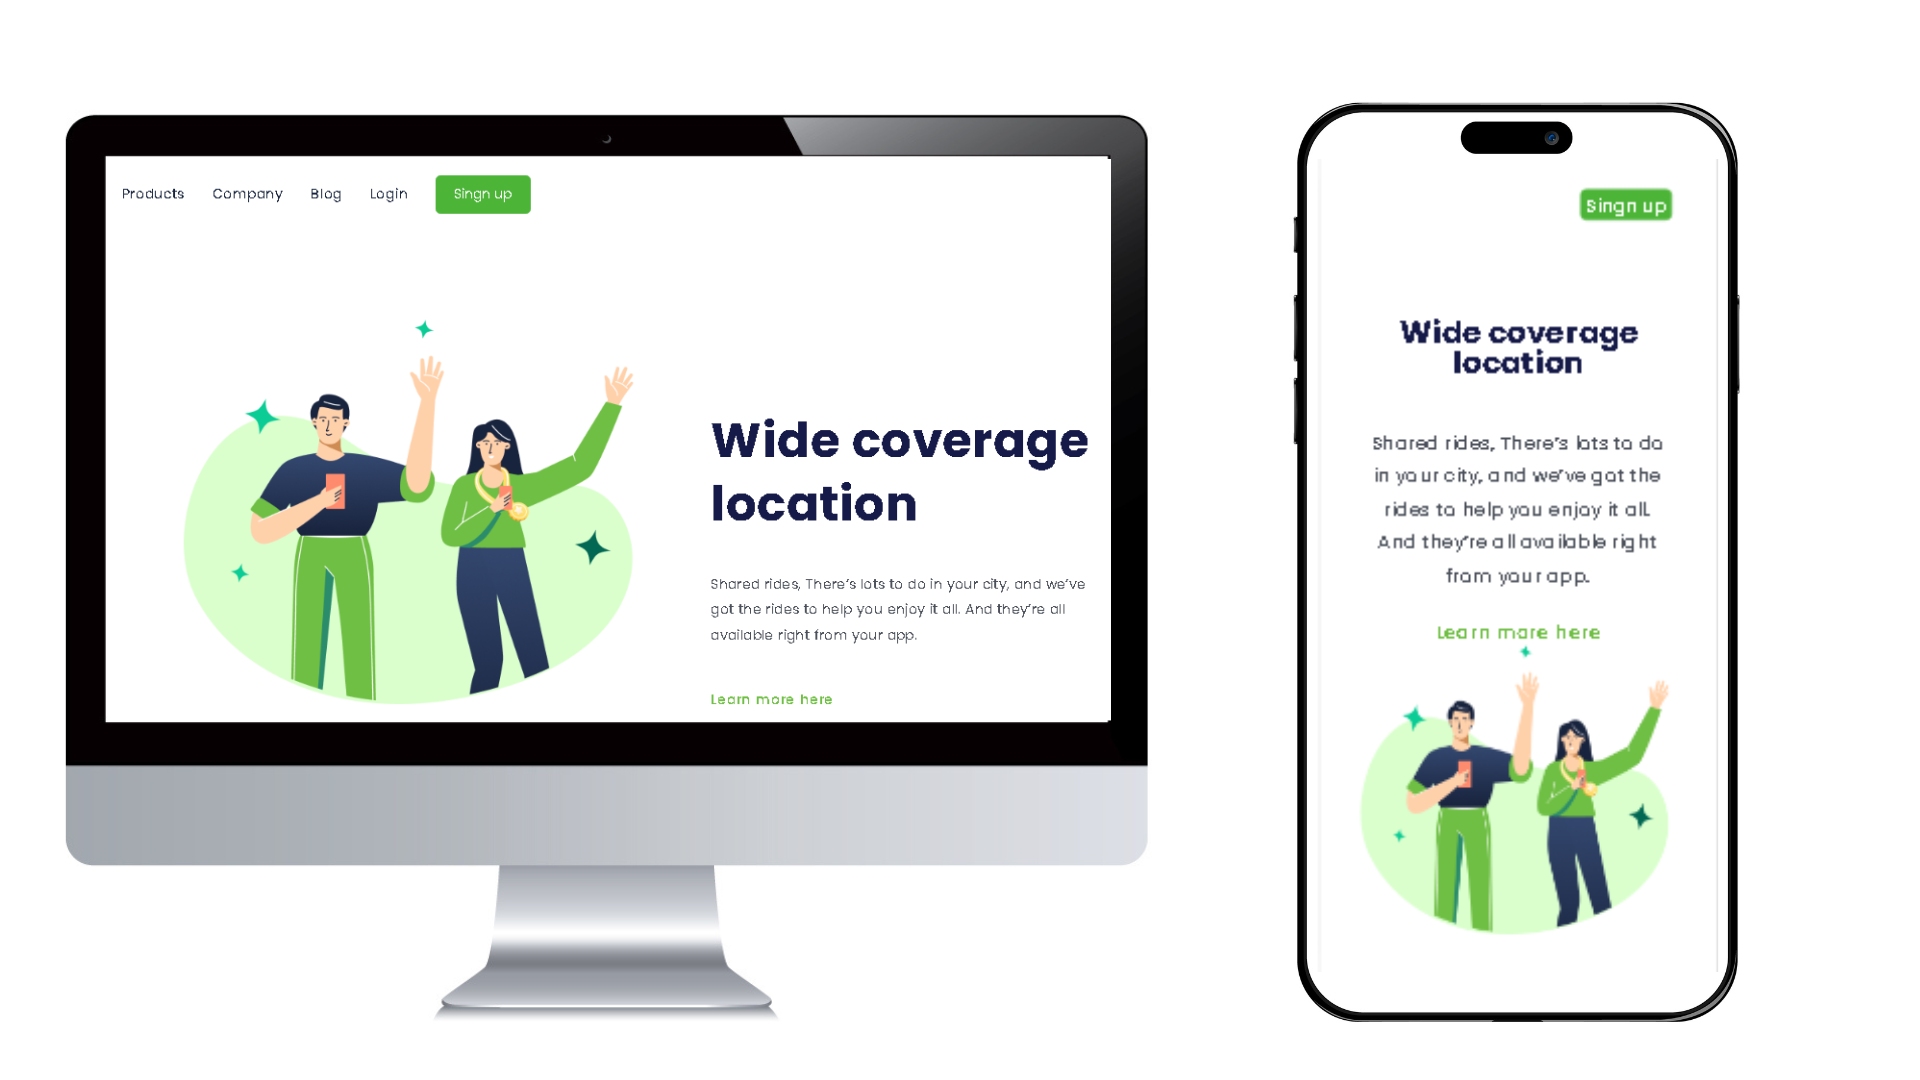 Products Company Blog Login Singn up
Wide coverage
location
Shared rides, There's lots to do in your city, and we've
got the rides to help you enjoy it all. And they're all
available right from your app.
Learn more here
Singn up
Wide coverage
location
Shared rides, There's lots to do
in your city, and we've got the
rides to help you enjoy it all.
And they're all available right
from your app.
Learn more here